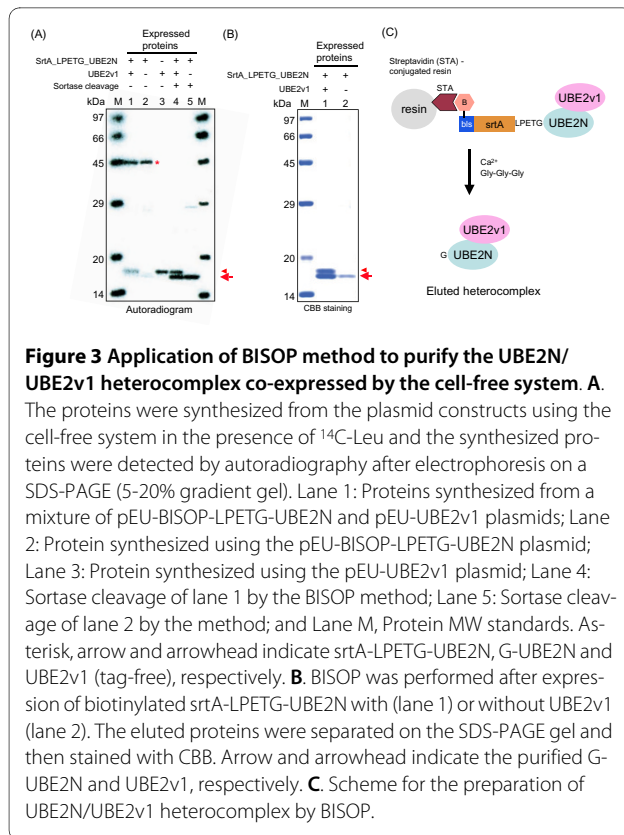 (A)
Expressed
proteins
SrtA_LPETG_UBE2N + + - + +
UBE2v1 + - + + -
Sortase cleavage - - - + +
kDa M 1 2 3 4 5 M
97
66
45
*
29
20
14
Autoradiogram
(B)
Expressed
proteins
SrtA_LPETG_UBE2N + +
UBE2v1 + -
kDa M 1 2
97
66
45
29
20
14
CBB staining
(C)
Streptavidin (STA) -
conjugated resin
STA
resin
B
UBE2v1
bls
srtA
LPETG
UBE2N
Ca2+
Gly-Gly-Gly
UBE2v1
G
UBE2N
Eluted heterocomplex
Figure 3 Application of BISOP method to purify the UBE2N/
UBE2v1 heterocomplex co-expressed by the cell-free system. A.
The proteins were synthesized from the plasmid constructs using the
cell-free system in the presence of 14C-Leu and the synthesized pro-
teins were detected by autoradiography after electrophoresis on a
SDS-PAGE (5-20% gradient gel). Lane 1: Proteins synthesized from a
mixture of pEU-BISOP-LPETG-UBE2N and pEU-UBE2v1 plasmids; Lane
2: Protein synthesized using the pEU-BISOP-LPETG-UBE2N plasmid;
Lane 3: Protein synthesized using the pEU-UBE2v1 plasmid; Lane 4:
Sortase cleavage of lane 1 by the BISOP method; Lane 5: Sortase cleav-
age of lane 2 by the method; and Lane M, Protein MW standards. As-
terisk, arrow and arrowhead indicate srtA-LPETG-UBE2N, G-UBE2N and
UBE2v1 (tag-free), respectively. B. BISOP was performed after expres-
sion of biotinylated srtA-LPETG-UBE2N with (lane 1) or without UBE2v1
(lane 2). The eluted proteins were separated on the SDS-PAGE gel and
then stained with CBB. Arrow and arrowhead indicate the purified G-
UBE2N and UBE2v1, respectively. C. Scheme for the preparation of
UBE2N/UBE2v1 heterocomplex by BISOP.